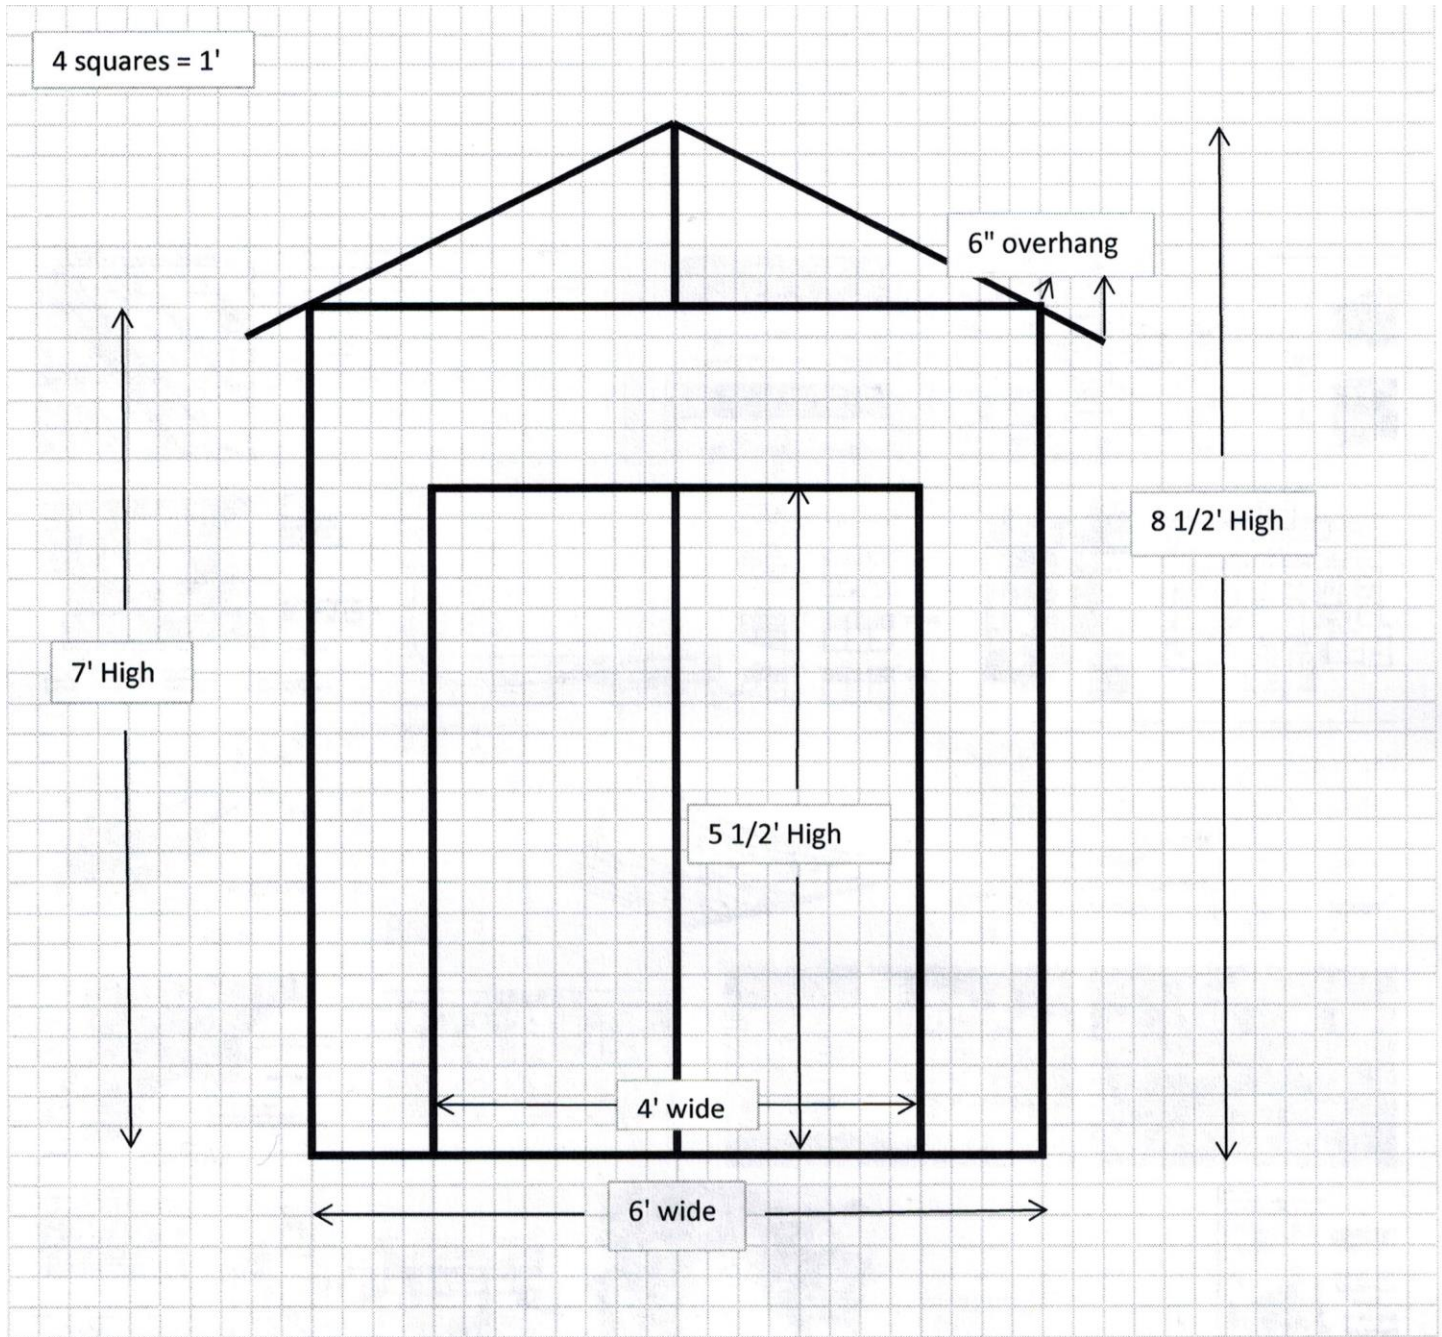 4 squares = 1'
6" overhang
8 1/2' High
7' High
5 1/2' High
4' wide
6' wide